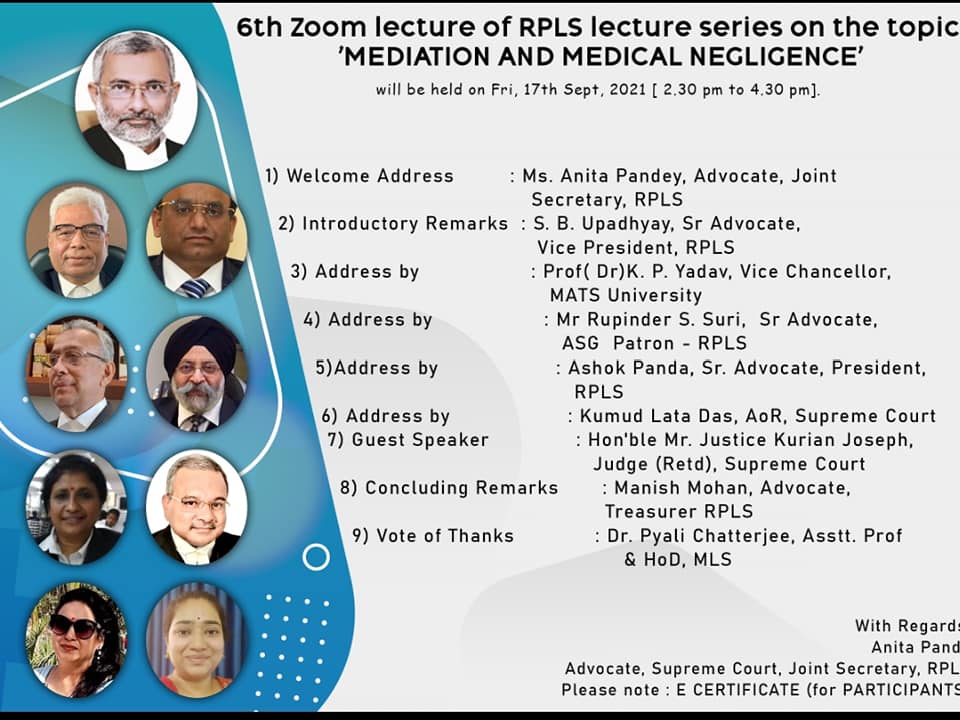 6th Zoom lecture of RPLS lecture series on the topic
'MEDIATION AND MEDICAL NEGLIGENCE'
will be held on Fri, 17th Sept, 2021 [ 2.30 pm to 4.30 pm].
1) Welcome Address : Ms. Anita Pandey, Advocate, Joint
Secretary, RPLS
2) Introductory Remarks : S. B. Upadhyay, Sr Advocate,
Vice President, RPLS
3) Address by : Prof( Dr)K. P. Yadav, Vice Chancellor,
MATS University
4) Address by : Mr Rupinder S. Suri, Sr Advocate,
ASG Patron - RPLS
5)Address by : Ashok Panda, Sr. Advocate, President,
RPLS
6) Address by : Kumud Lata Das, AoR, Supreme Court
7) Guest Speaker : Hon'ble Mr. Justice Kurian Joseph,
Judge (Retd), Supreme Court
8) Concluding Remarks : Manish Mohan, Advocate,
Treasurer RPLS
9) Vote of Thanks : Dr. Pyali Chatterjee, Asstt. Prof
& HoD, MLS
With Regards
Anita Pand
Advocate, Supreme Court, Joint Secretary, RPL
Please note : E CERTIFICATE (for PARTICIPANTS